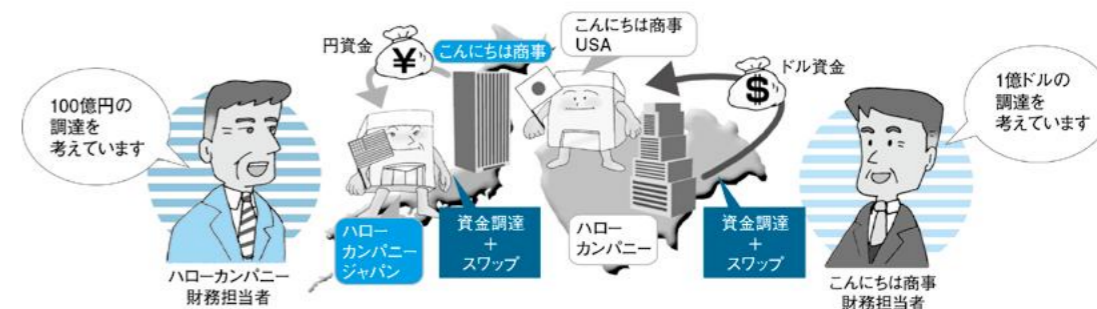 100億円の
調達を
考えています
ハローカンパニー
財務担当者
円資金
¥
こんにちは商事
ハロー
カンパニー
ジャパン
資金調達
+
スワップ
こんにちは商事
USA
ハロー
カンパニー
ドル資金
$
資金調達
+
スワップ
1億ドルの
調達を
考えています
こんにちは商事
財務担当者